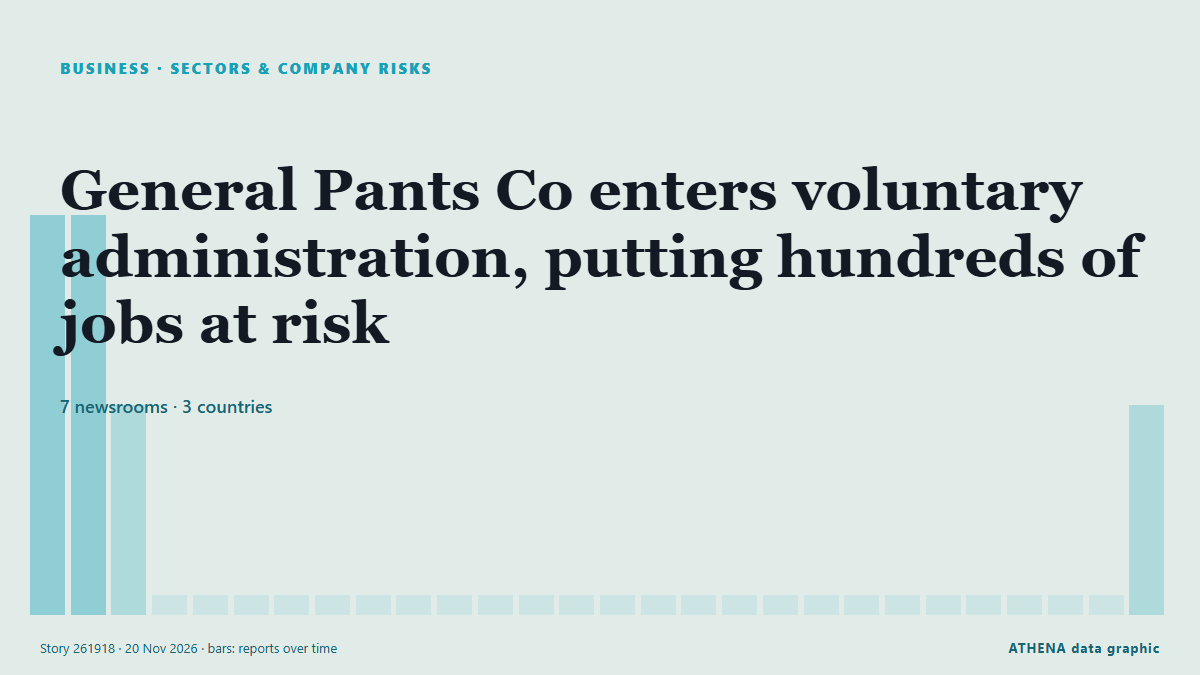 BUSINESS · SECTORS & COMPANY RISKS
General Pants Co enters voluntary
administration, putting hundreds of
jobs at risk
7 newsrooms · 3 countries
Story 261918 · 20 Nov 2026 · bars: reports over time
ATHENA data graphic